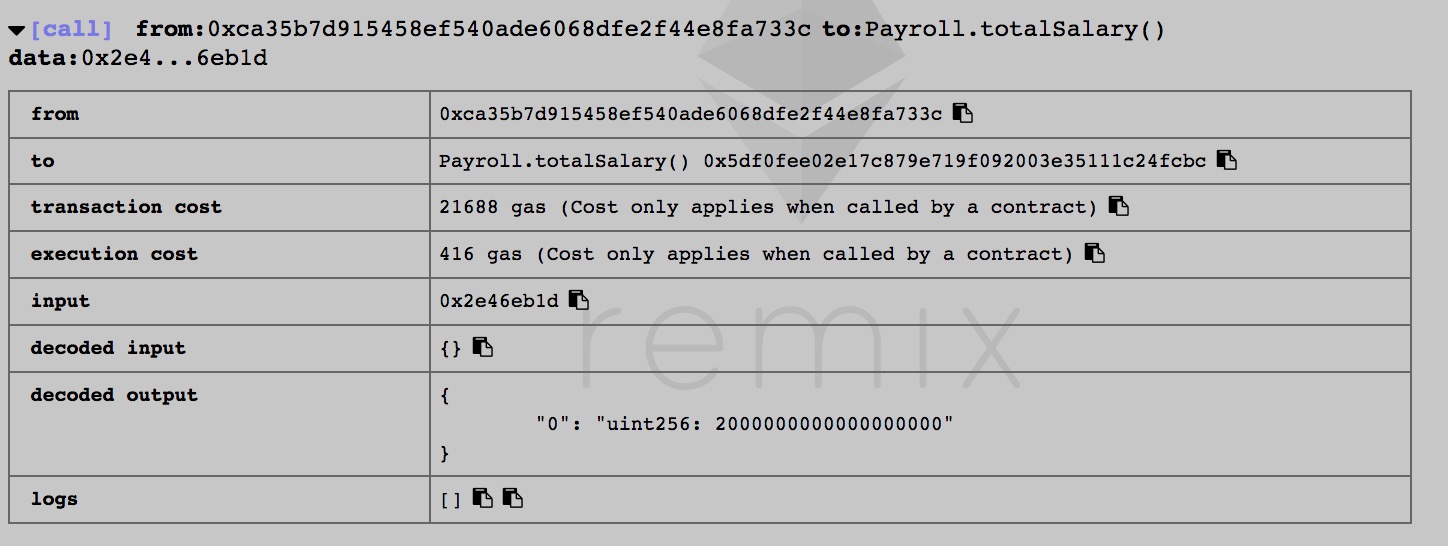 [call] from:0xca35b7d915458ef540ade6068dfe2f44e8fa733c to:Payroll.totalSalary()
data:0x2e4...6eb1d
from 0xca35b7d915458ef540ade6068dfe2f44e8fa733c
to Payroll.totalSalary() 0x5df0fee02e17c879e719f092003e35111c24fcbc
transaction cost 21688 gas (Cost only applies when called by a contract)
execution cost 416 gas (Cost only applies when called by a contract)
input 0x2e46eb1d
decoded input {}
decoded output {
"0": "uint256: 2000000000000000000"
}
logs []
remix